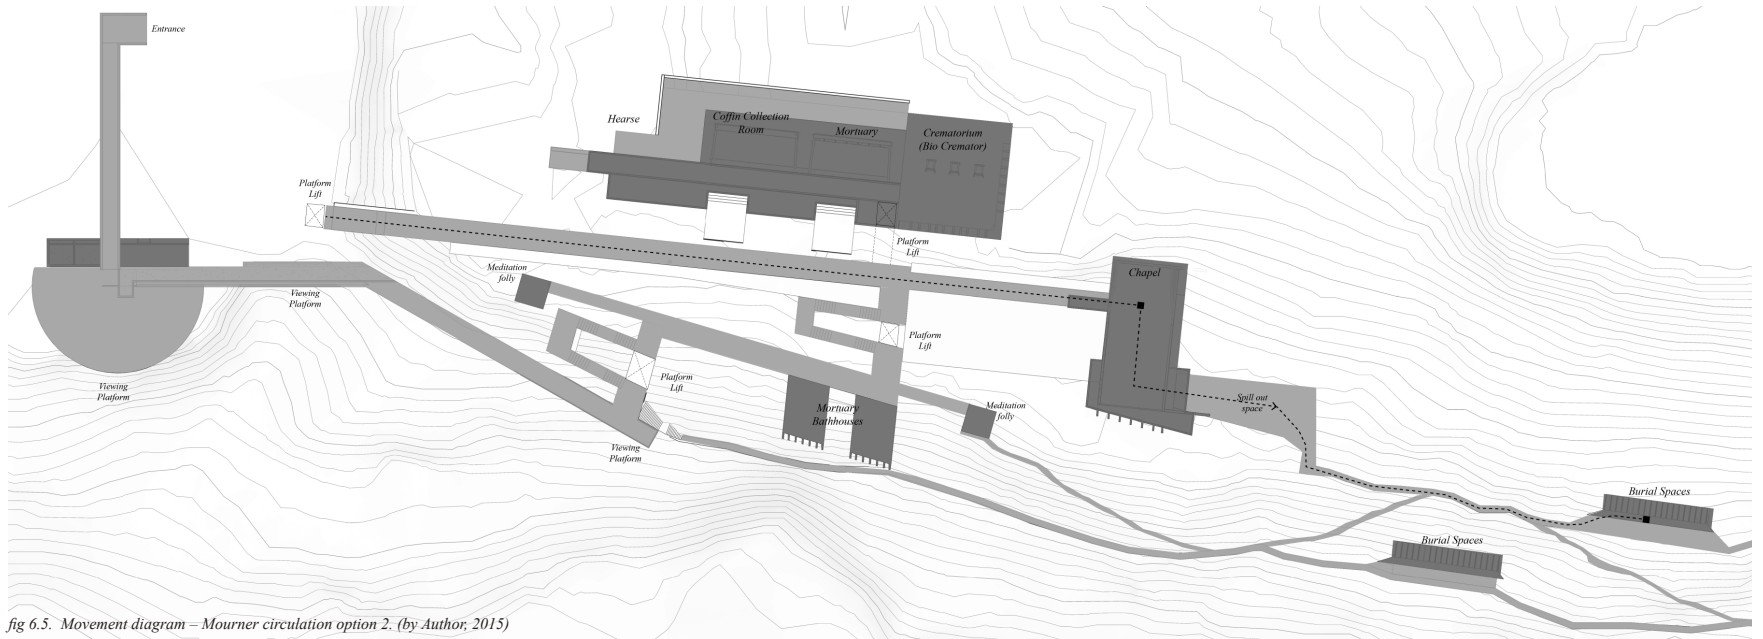 Entrance
Hearse
Coffin Collection
Room
Mortuary
Crematorium
(Bio Cremator)
Platform
Lift
Platform
Lift
Chapel
Meditation
folly
Viewing
Platform
Platform
Lift
Viewing
Platform
Platform
Lift
Mortuary
Bathhouses
Meditation
folly
Spill out
space
Viewing
Platform
Burial Spaces
Burial Spaces
fig 6.5. Movement diagram – Mourner circulation option 2. (by Author, 2015)